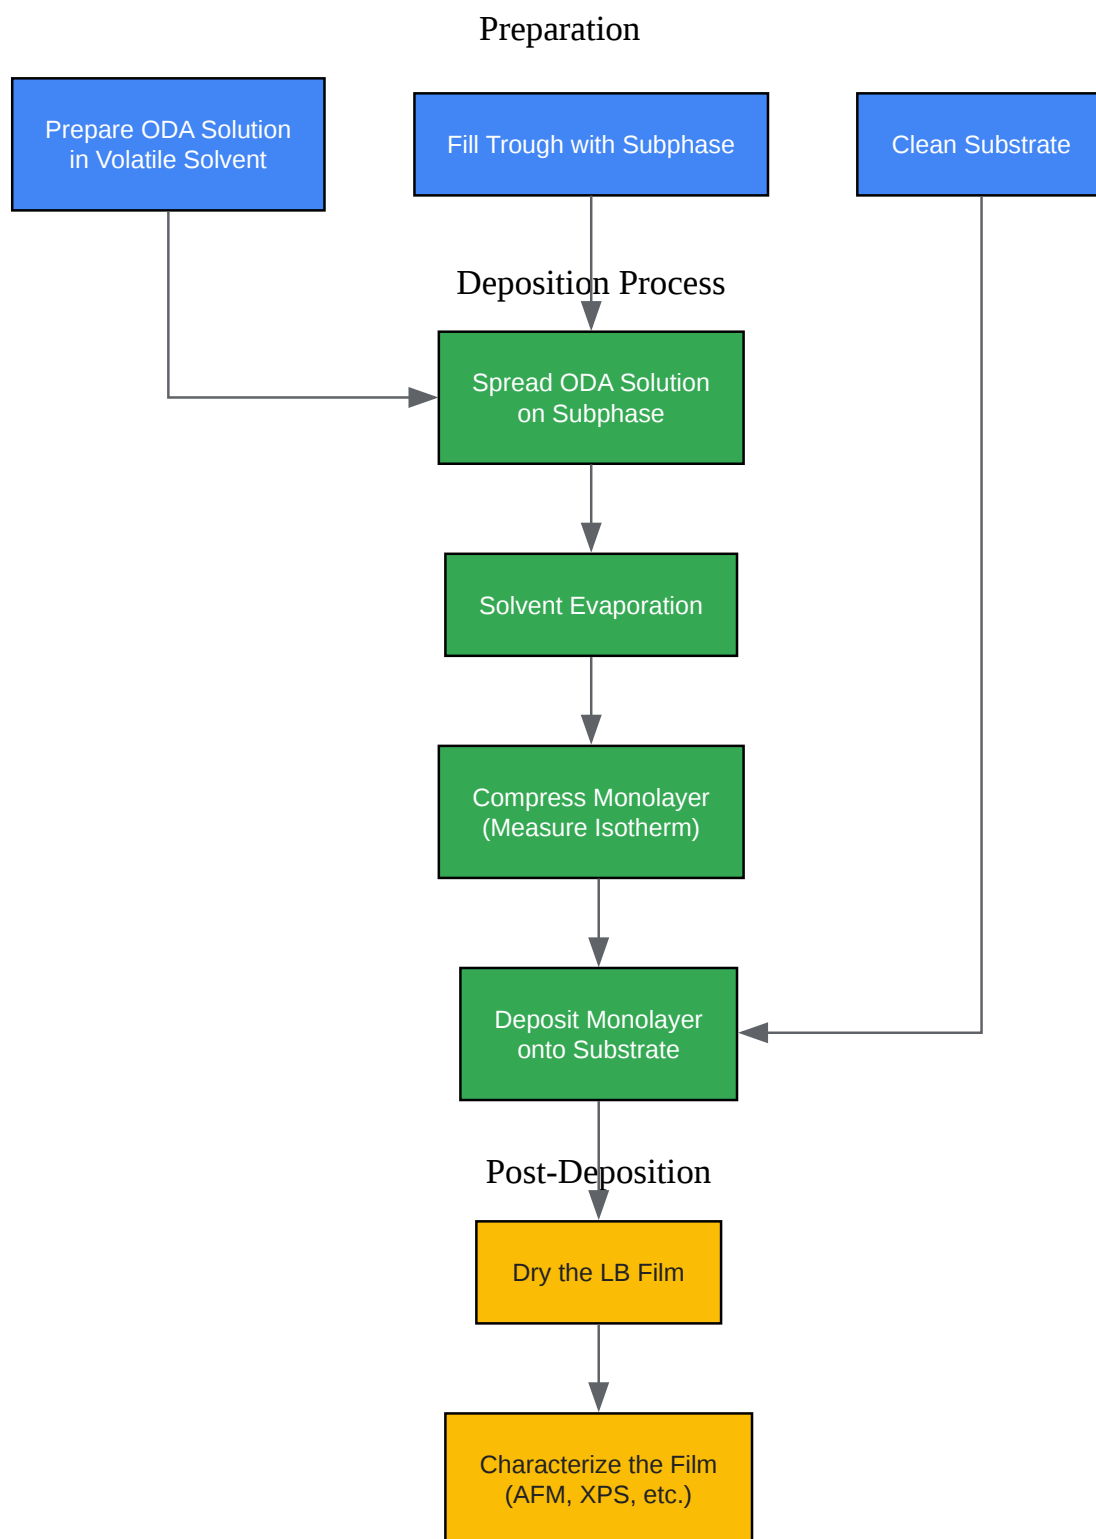 Preparation
Prepare ODA Solution
in Volatile Solvent
Fill Trough with Subphase
Clean Substrate
Deposition Process
Spread ODA Solution
on Subphase
Solvent Evaporation
Compress Monolayer
(Measure Isotherm)
Deposit Monolayer
onto Substrate
Post-Deposition
Dry the LB Film
Characterize the Film
(AFM, XPS, etc.)